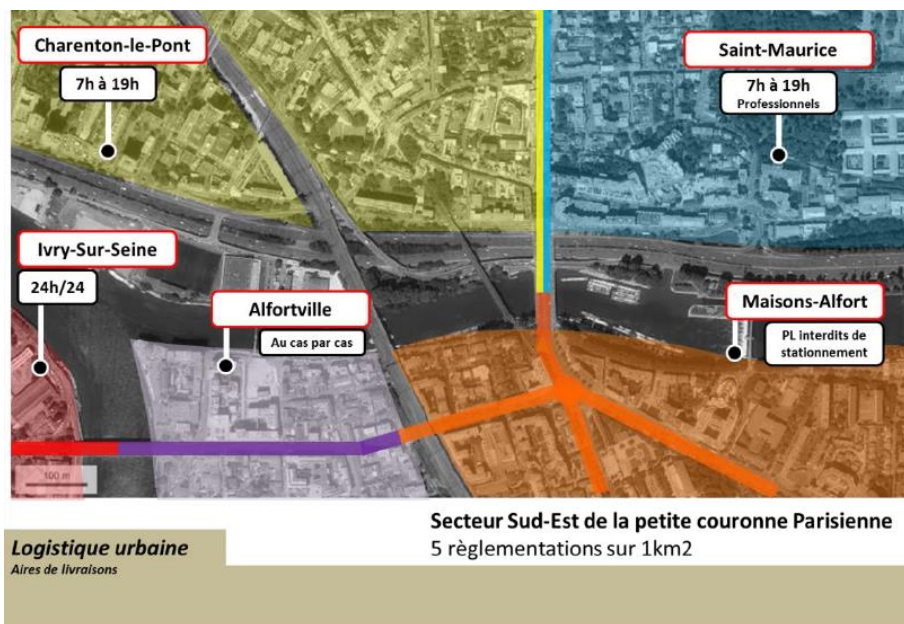 Charenton-le-Pont
7h à 19h
Saint-Maurice
7h à 19h
Professionnels
Ivry-Sur-Seine
24h/24
Alfortville
Au cas par cas
Maisons-Alfort
PL interdits de
stationnement
100 m
Secteur Sud-Est de la petite couronne Parisienne
5 règlementations sur 1km2
Logistique urbaine
Aires de livraisons